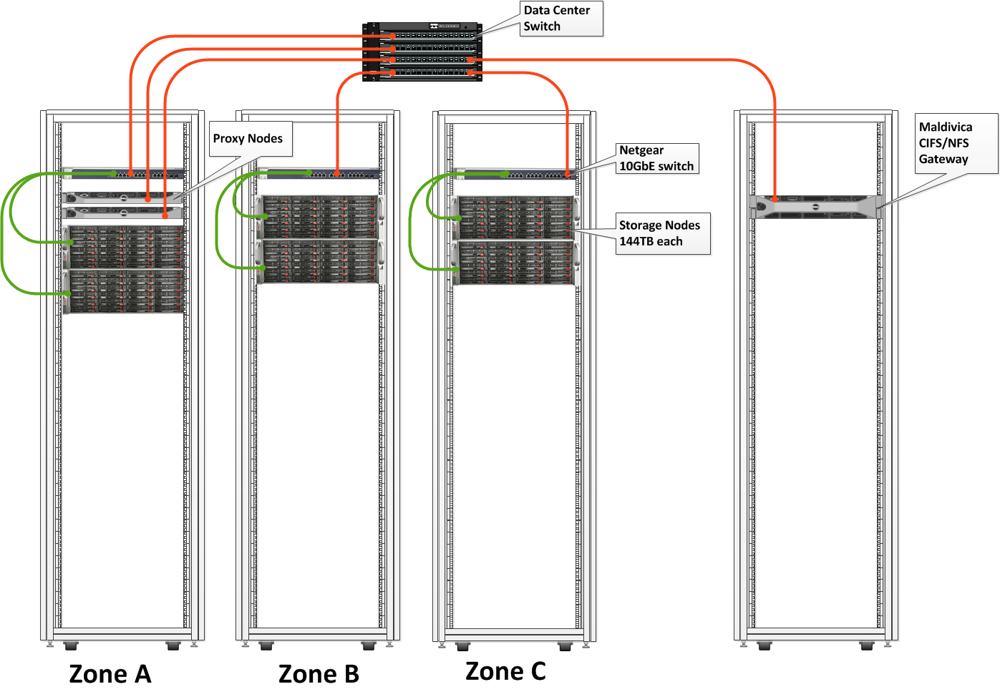 Data Center
Switch
Proxy Nodes
Netgear
10GbE switch
Maldivica
CIFS/NFS
Gateway
Storage Nodes
144TB each
Zone A
Zone B
Zone C